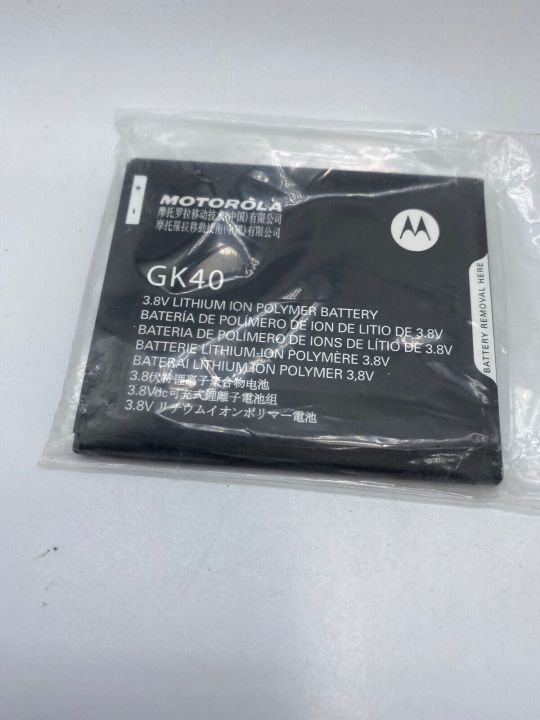 +
-
MOTOROLA
摩托罗拉移动技术(中国)有限公司
摩托羅拉移動技術(中国)有限公司
GK40
3.8V LITHIUM ION POLYMER BATTERY
BATERÍA DE POLÍMERO DE ION DE LITIO DE 3.8V
BATERIA DE POLÍMERO DE IONS DE LÍTIO DE 3.8V
BATTERIE LITHIUM-ION POLYMÈRE 3.8V
BATERAI LITHIUM ION POLYMER 3,8V
3.8伏特锂离子聚合物电池
3.8Vdc可充式鋰離子電池組
3.8V リチウムイオンポリマー電池
BATTERY REMOVAL HERE